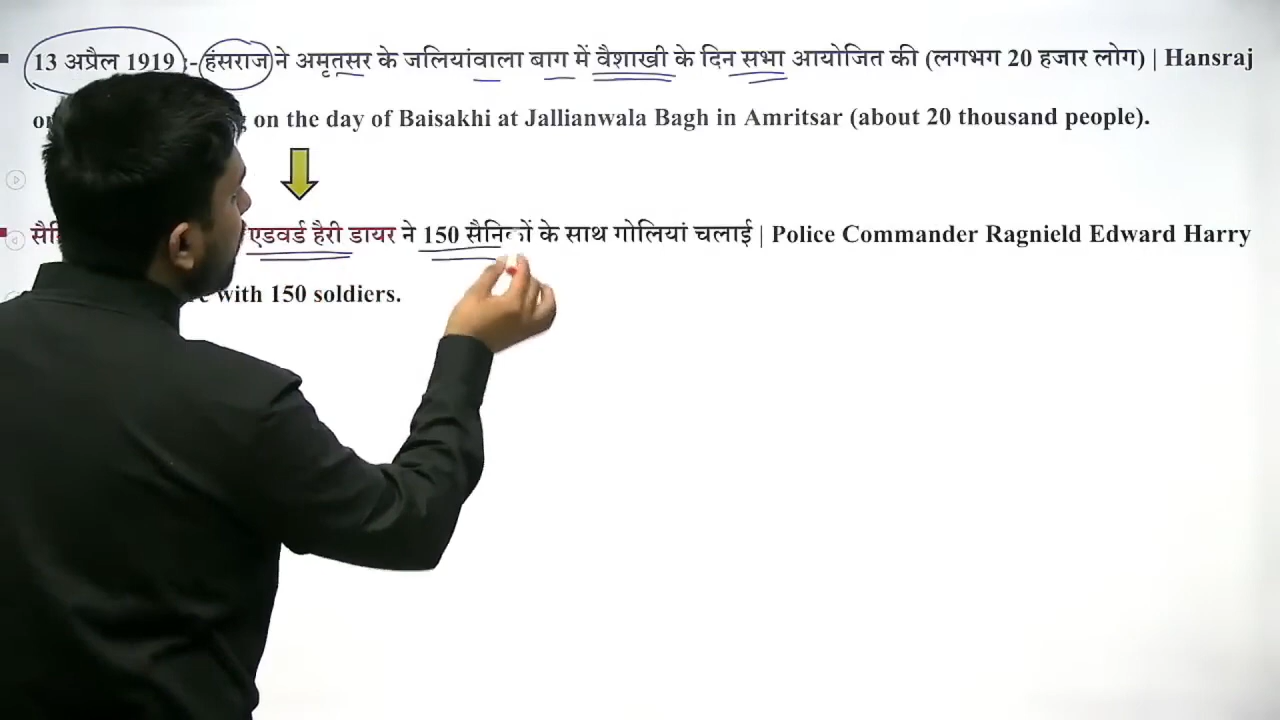 13 अप्रैल 1919 :- हंसराज ने अमृतसर के जलियांवाला बाग में वैशाखी के दिन सभा आयोजित की (लगभग 20 हजार लोग) | Hansraj
on the day of Baisakhi at Jallianwala Bagh in Amritsar (about 20 thousand people).
एडवर्ड हैरी डायर ने 150 सैनिकों के साथ गोलियां चलाई | Police Commander Ragnield Edward Harry
with 150 soldiers.